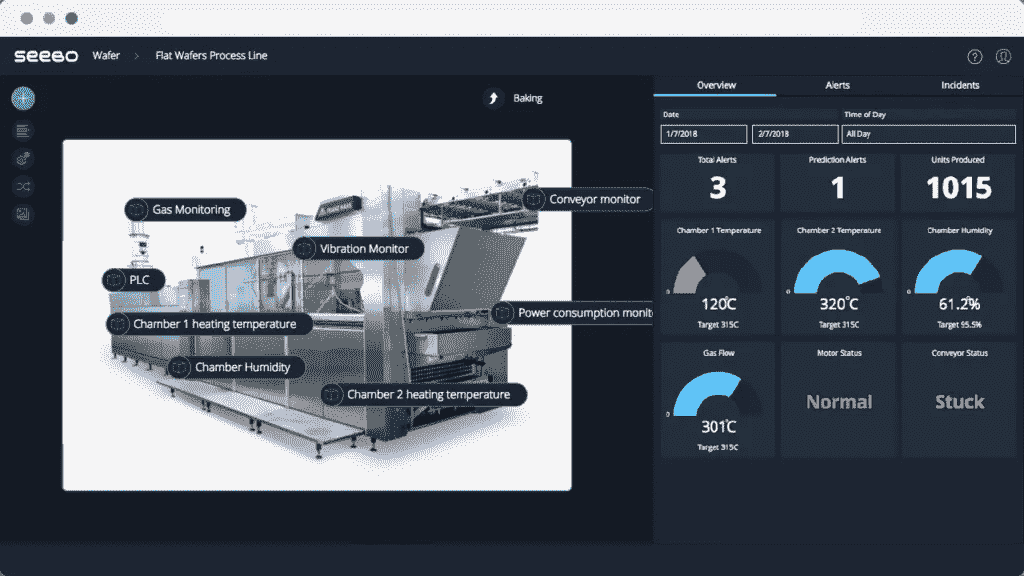 SEEBO Wafer > Flat Wafers Process Line
?
Baking
Gas Monitoring
Conveyor monitor
Vibration Monitor
PLC
Power consumption monit
Chamber 1 heating temperature
Chamber Humidity
Chamber 2 heating temperature
Overview Alerts Incidents
Date Time of Day
1/7/2018 2/7/2018 All Day
Total Alerts Prediction Alerts Units Produced
3 1 1015
Chamber 1 Temperature Chamber 2 Temperature Chamber Humidity
0 0 0
120°C 320°C 61.2%
Target 315C Target 315C Target 55.5%
Gas Flow Motor Status Conveyor Status
Normal Stuck
0
301°C
Target 315C